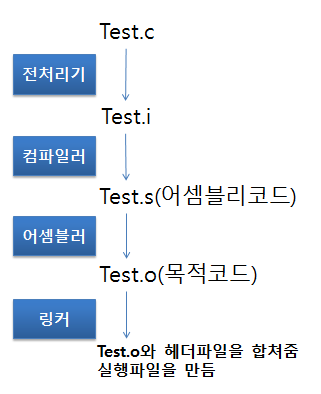 Test.c
전처리기
Test.i
컴파일러
Test.s(어셈블리코드)
어셈블러
Test.o(목적코드)
링커
Test.o와 헤더파일을 합쳐줌
실행파일을 만듬